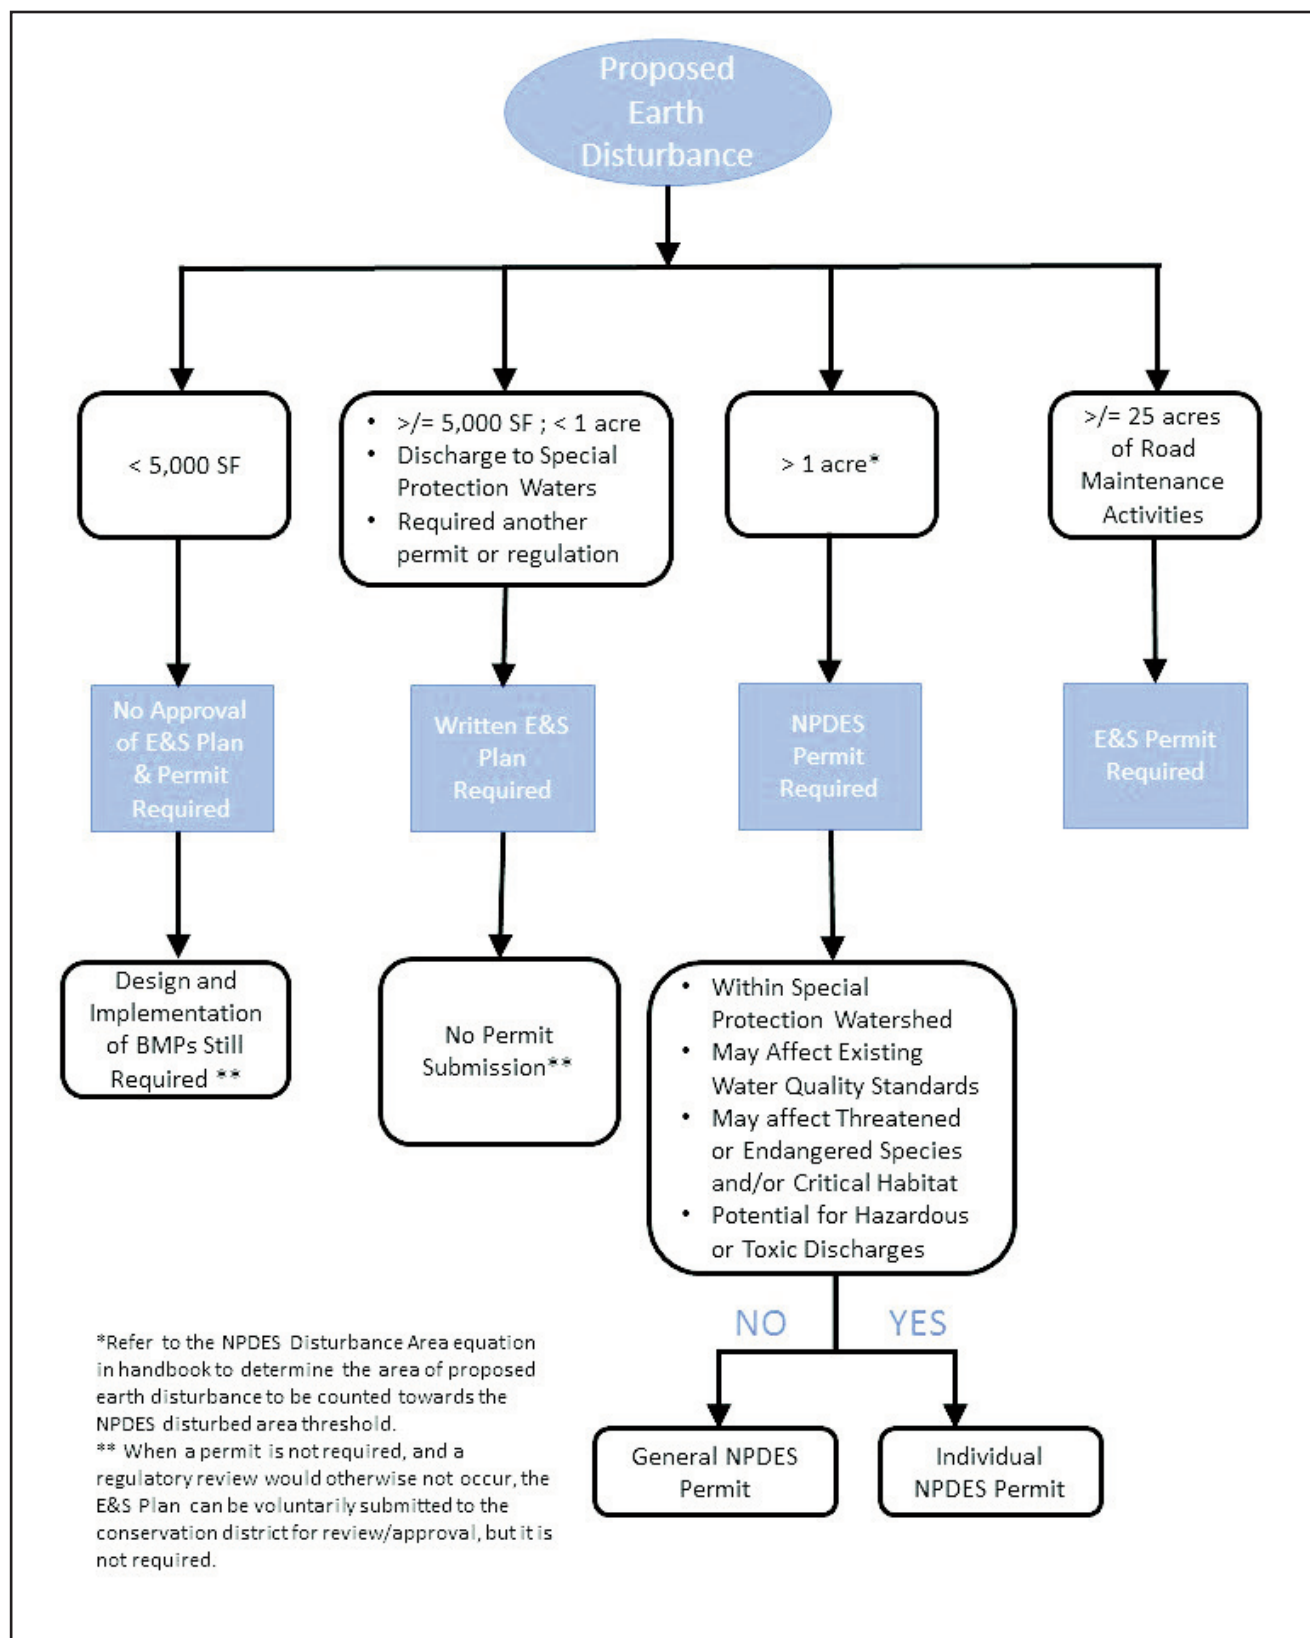 Proposed
Earth
Disturbance
< 5,000 SF
• >/= 5,000 SF ; < 1 acre
• Discharge to Special
Protection Waters
• Required another
permit or regulation
> 1 acre*
>/= 25 acres
of Road
Maintenance
Activities
No Approval
of E&S Plan
& Permit
Required
Written E&S
Plan
Required
NPDES
Permit
Required
E&S Permit
Required
Design and
Implementation
of BMPs Still
Required **
No Permit
Submission**
• Within Special
Protection Watershed
• May Affect Existing
Water Quality Standards
• May affect Threatened
or Endangered Species
and/or Critical Habitat
• Potential for Hazardous
or Toxic Discharges
NO
YES
General NPDES
Permit
Individual
NPDES Permit
*Refer to the NPDES Disturbance Area equation
in handbook to determine the area of proposed
earth disturbance to be counted towards the
NPDES disturbed area threshold.
** When a permit is not required, and a
regulatory review would otherwise not occur, the
E&S Plan can be voluntarily submitted to the
conservation district for review/approval, but it is
not required.